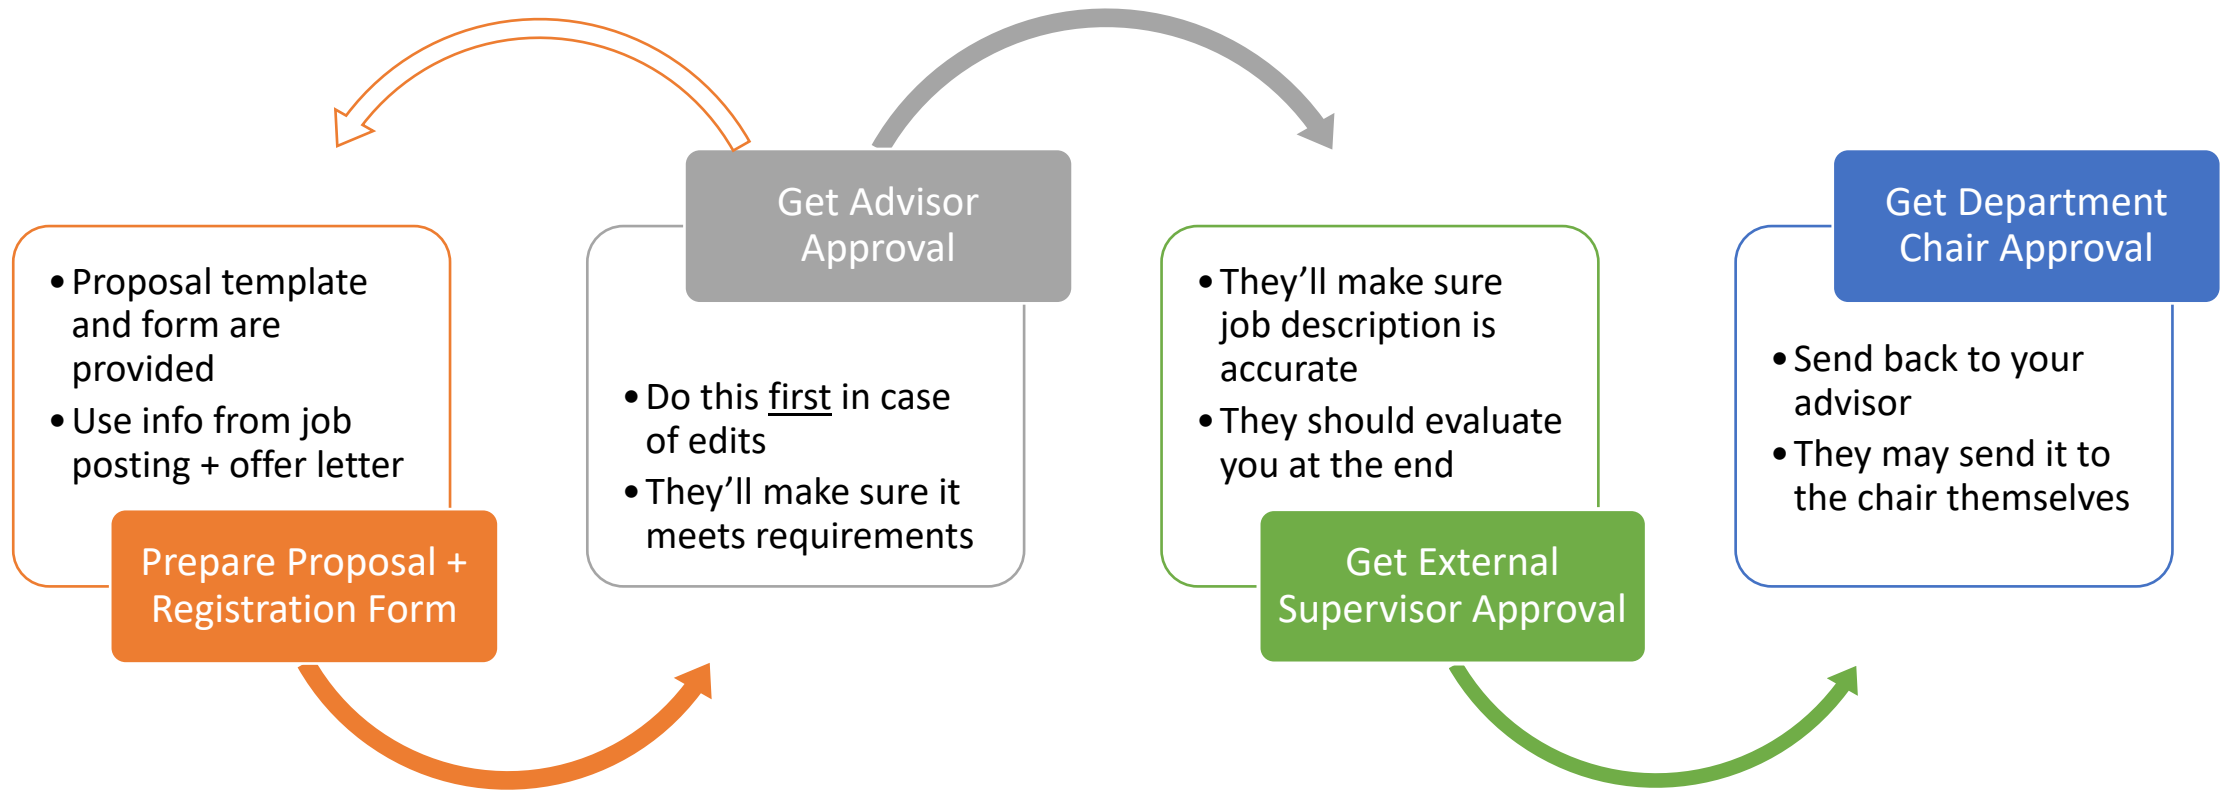 • Proposal template
and form are
provided
• Use info from job
posting + offer letter
Prepare Proposal +
Registration Form
Get Advisor
Approval
• Do this first in case
of edits
• They’ll make sure it
meets requirements
• They’ll make sure
job description is
accurate
• They should evaluate
you at the end
Get External
Supervisor Approval
Get Department
Chair Approval
• Send back to your
advisor
• They may send it to
the chair themselves